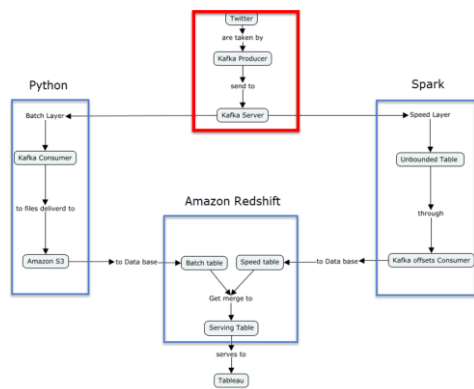 Twitter
are taken by
Kafka Producer
send to
Kafka Server
Python
Batch Layer
Kafka Consumer
to files deliverd to
Amazon S3
to Data base
Spark
Speed Layer
Unbounded Table
through
Kafka offsets Consumer
to Data base
Amazon Redshift
Batch table
Speed table
Get merge to
Serving Table
serves to
Tableau